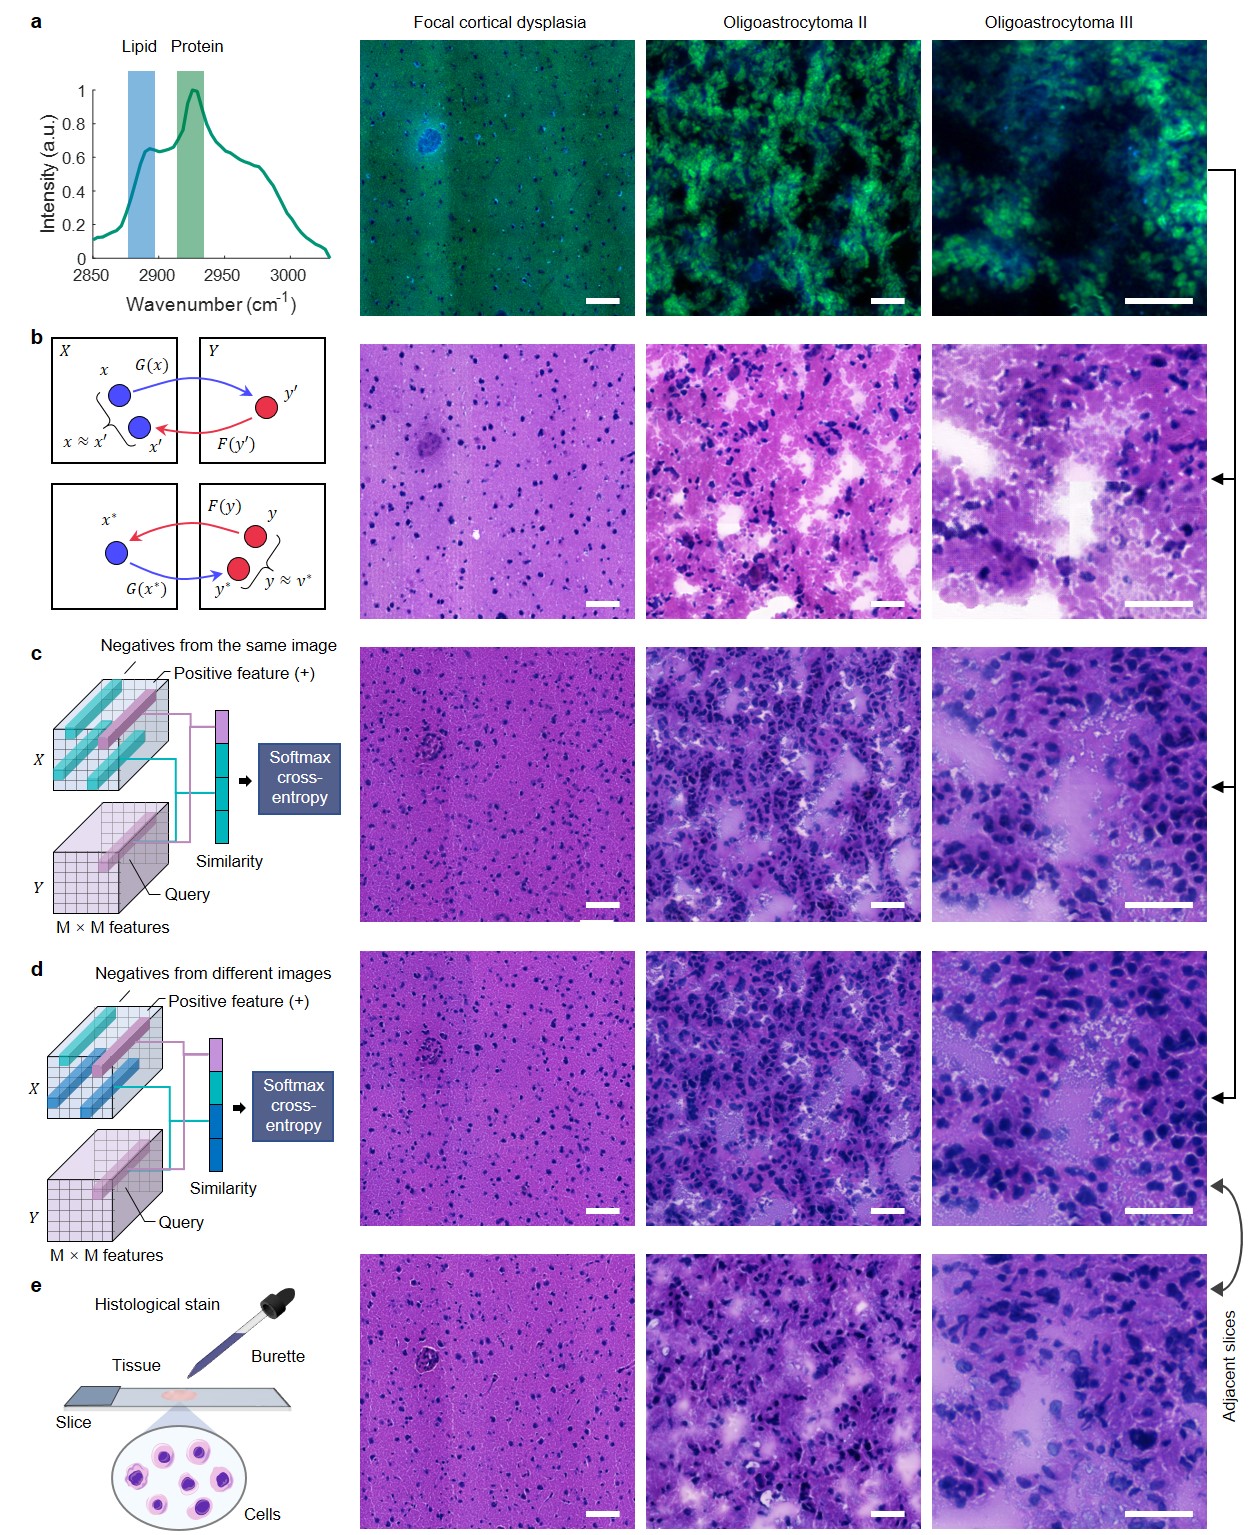 a
Focal cortical dysplasia
Oligoastrocytoma II
Oligoastrocytoma III
Lipid
Protein
Intensity (a.u.)
1
0.8
0.6
0.4
0.2
0
2850
2900
2950
3000
Wavenumber (cm⁻¹)
b
X
Y
x
G(x)
y′
x ≈ x′
x′
F(y′)
x*
F(y)
y
G(x*)
y*
y ≈ v*
c
Negatives from the same image
Positive feature (+)
X
Softmax
cross-
entropy
Similarity
Y
Query
M × M features
d
Negatives from different images
Positive feature (+)
X
Softmax
cross-
entropy
Similarity
Y
Query
M × M features
e
Histological stain
Burette
Tissue
Slice
Cells
Adjacent slices